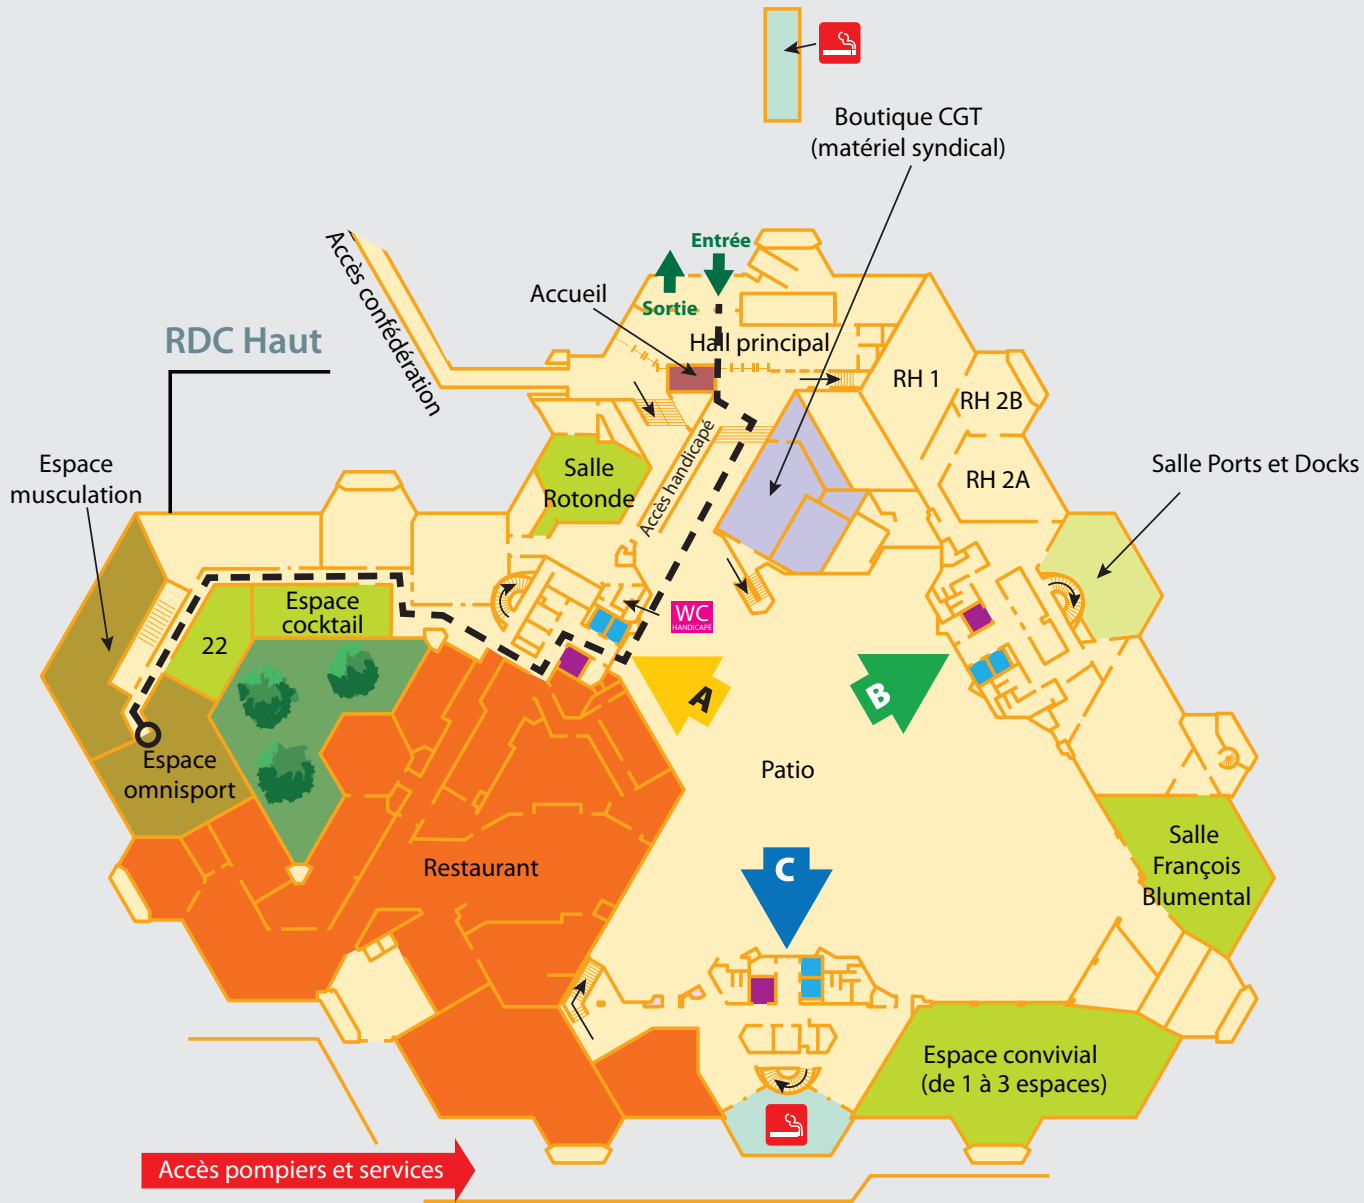 Boutique CGT
(matériel syndical)
Entrée
Sortie
Accueil
Accès confédération
Hall principal
RDC Haut
RH 1
RH 2B
RH 2A
Salle Ports et Docks
Espace
musculation
Salle
Rotonde
Accès handicapé
WC
HANDICAPÉ
Espace
cocktail
22
A
B
Espace
omnisport
Patio
Restaurant
C
Salle
François
Blumental
Espace convivial
(de 1 à 3 espaces)
Accès pompiers et services